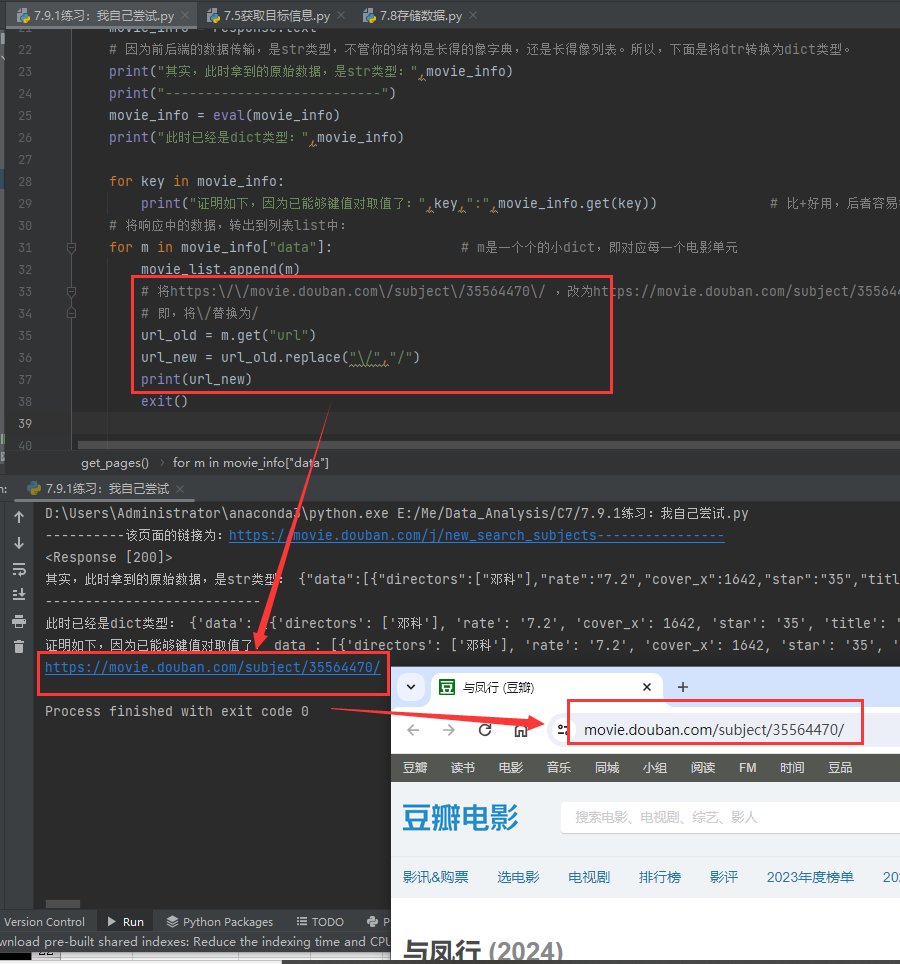 7.9.1练习：我自己尝试.py
7.5获取目标信息.py
7.8存储数据.py
22 # 因为前后端的数据传输，是str类型，不管你的结构是长得的像字典，还是长得像列表。所以，下面是将dtr转换为dict类型。
23 print("其实，此时拿到的原始数据，是str类型：",movie_info)
24 print("---------------------------")
25 movie_info = eval(movie_info)
26 print("此时已经是dict类型：",movie_info)
27
28 for key in movie_info:
29 print("证明如下，因为已能够键值对取值了：",key,":",movie_info.get(key)) # 比+好用，后者容易
30 # 将响应中的数据，转出到列表list中：
31 for m in movie_info["data"]: # m是一个个的小dict，即对应每一个电影单元
32 movie_list.append(m)
33 # 将https:\/\/movie.douban.com\/subject\/35564470\/ ，改为https://movie.douban.com/subject/35564
34 # 即，将\/替换为/
35 url_old = m.get("url")
36 url_new = url_old.replace("\/","/")
37 print(url_new)
38 exit()
39
40
get_pages() › for m in movie_info["data"]
n: 7.9.1练习：我自己尝试
D:\Users\Administrator\anaconda3\python.exe E:/Me/Data_Analysis/C7/7.9.1练习：我自己尝试.py
----------该页面的链接为：https://movie.douban.com/j/new_search_subjects----------------
<Response [200]>
其实，此时拿到的原始数据，是str类型： {"data":[{"directors":["邓科"],"rate":"7.2","cover_x":1642,"star":"35","titl
---------------------------
此时已经是dict类型： {'data': [{'directors': ['邓科'], 'rate': '7.2', 'cover_x': 1642, 'star': '35', 'title': '
证明如下，因为已能够键值对取值了 data : [{'directors': ['邓科'], 'rate': '7.2', 'cover_x': 1642, 'star': '35', '
https://movie.douban.com/subject/35564470/
Process finished with exit code 0
与凤行 (豆瓣)
movie.douban.com/subject/35564470/
豆瓣 读书 电影 音乐 同城 小组 阅读 FM 时间 豆品
豆瓣电影
搜索电影、电视剧、综艺、影人
影讯&购票 选电影 电视剧 排行榜 影评 2023年度榜单 202
与凤行 (2024)
Version Control Run Python Packages TODO P
wnload pre-built shared indexes: Reduce the indexing time and CPU